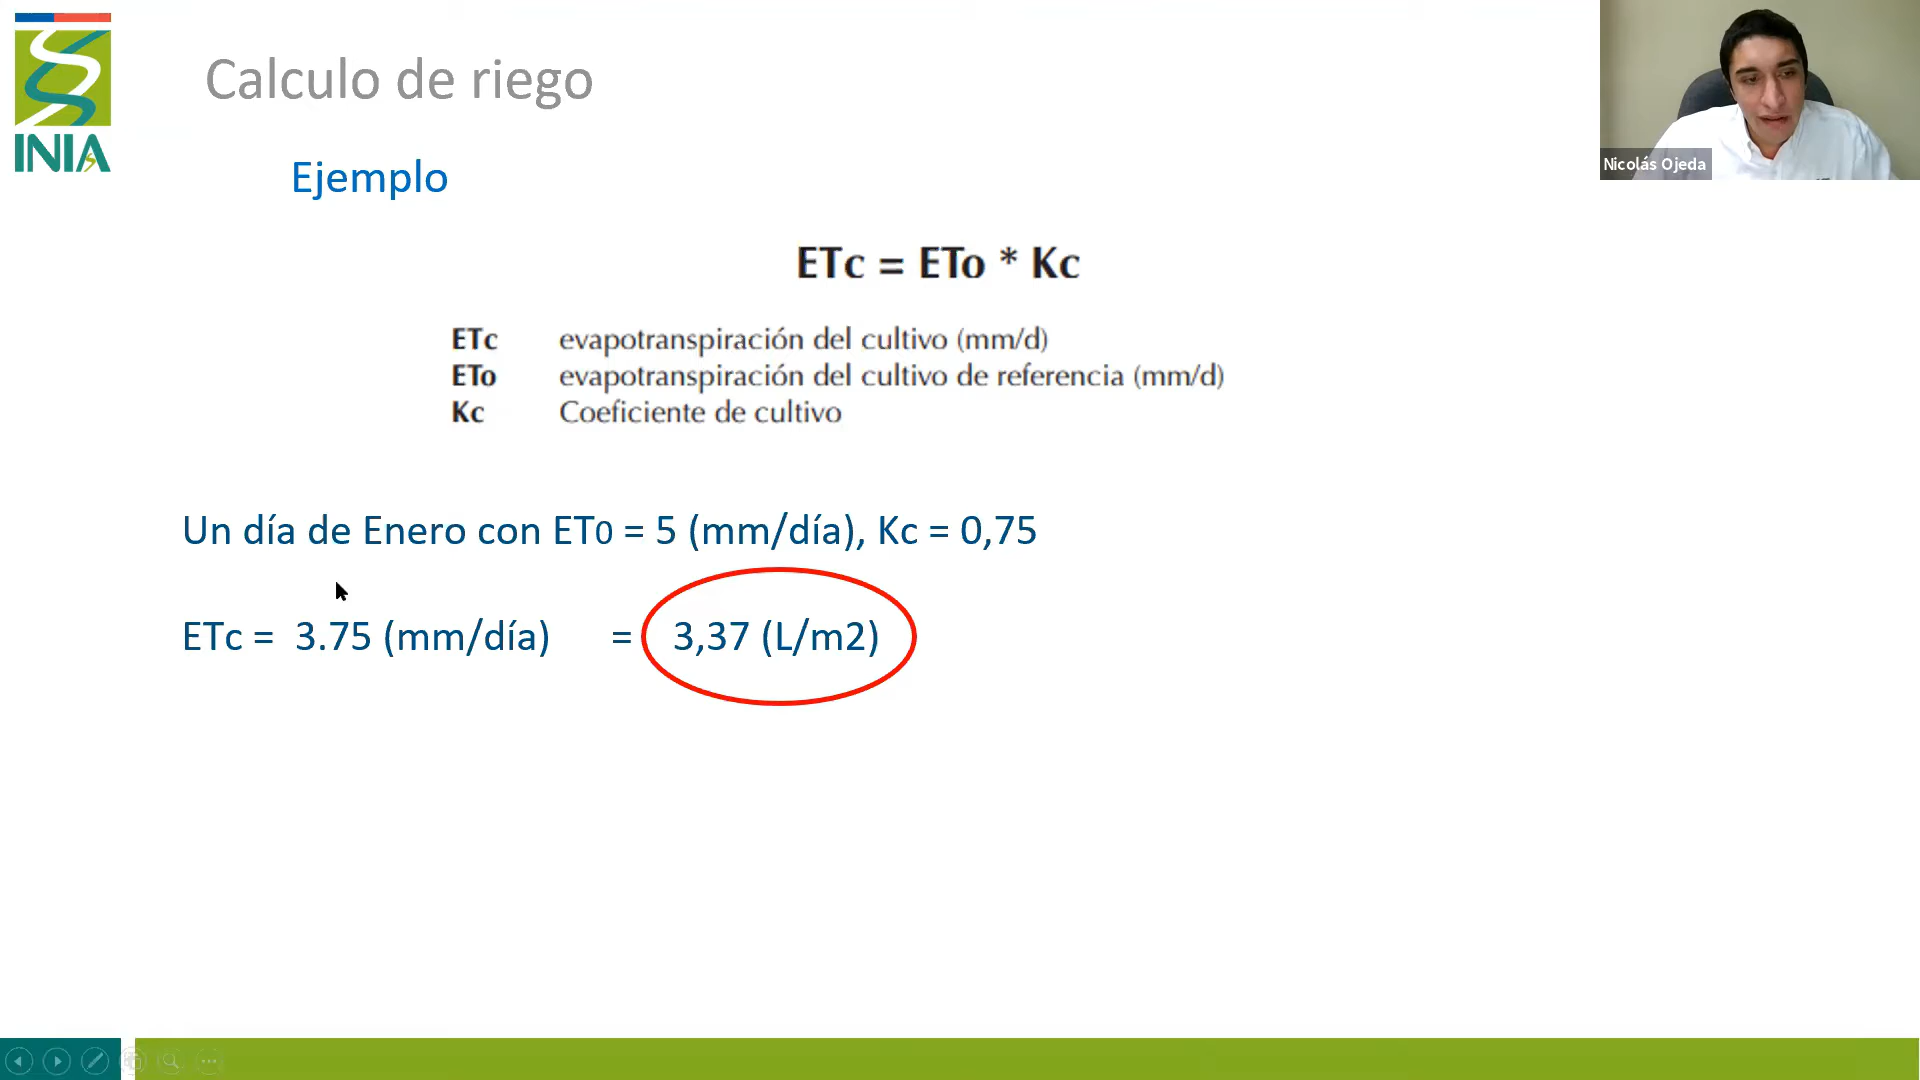 INIA
Calculo de riego
Nicolás Ojeda
Ejemplo
ETc = ETo * Kc
ETc evapotranspiración del cultivo (mm/d)
ETo evapotranspiración del cultivo de referencia (mm/d)
Kc Coeficiente de cultivo
Un día de Enero con ET0 = 5 (mm/día), Kc = 0,75
ETc = 3.75 (mm/día) = 3,37 (L/m2)